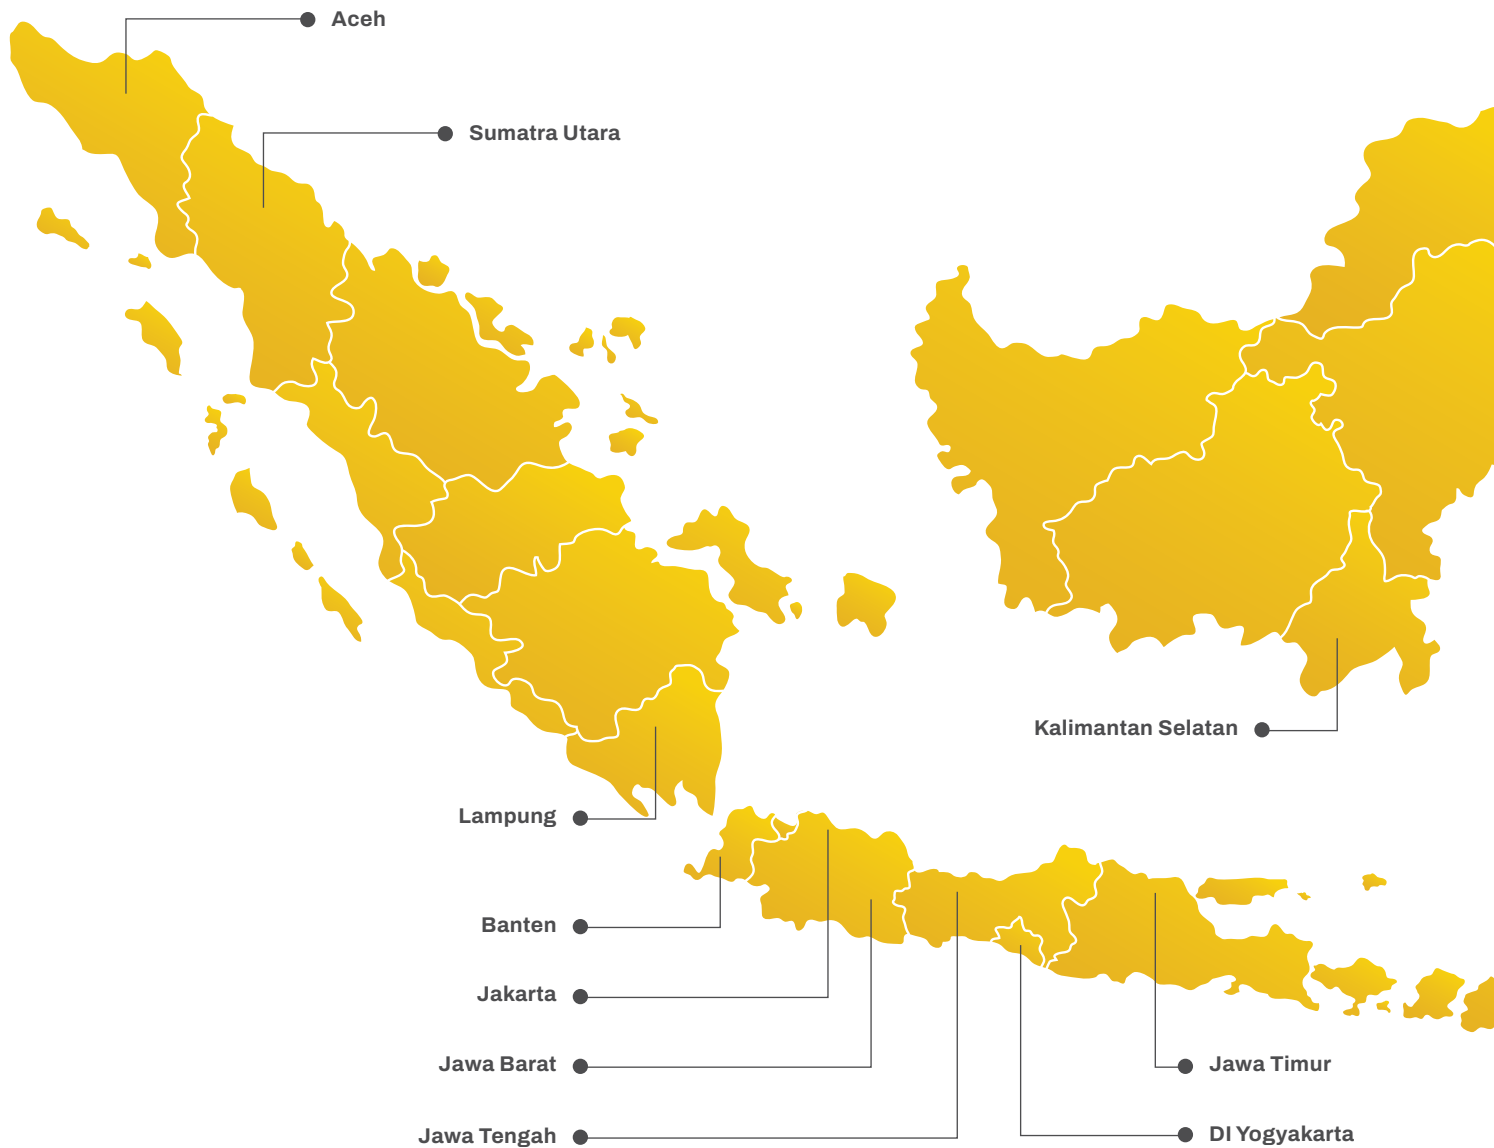 Aceh
Sumatra Utara
Kalimantan Selatan
Lampung
Banten
Jakarta
Jawa Barat
Jawa Timur
Jawa Tengah
DI Yogyakarta